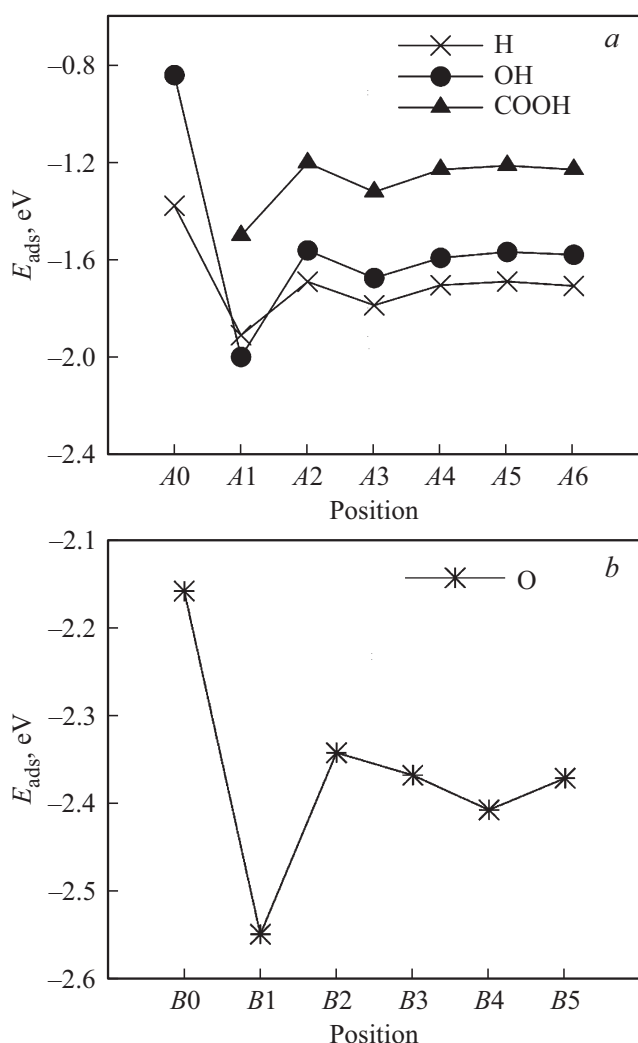 a
H
OH
COOH
−0.8
−1.2
−1.6
−2.0
−2.4
E_ads, eV
A0 A1 A2 A3 A4 A5 A6
Position
b
O
−2.1
−2.2
−2.3
−2.4
−2.5
−2.6
E_ads, eV
B0 B1 B2 B3 B4 B5
Position